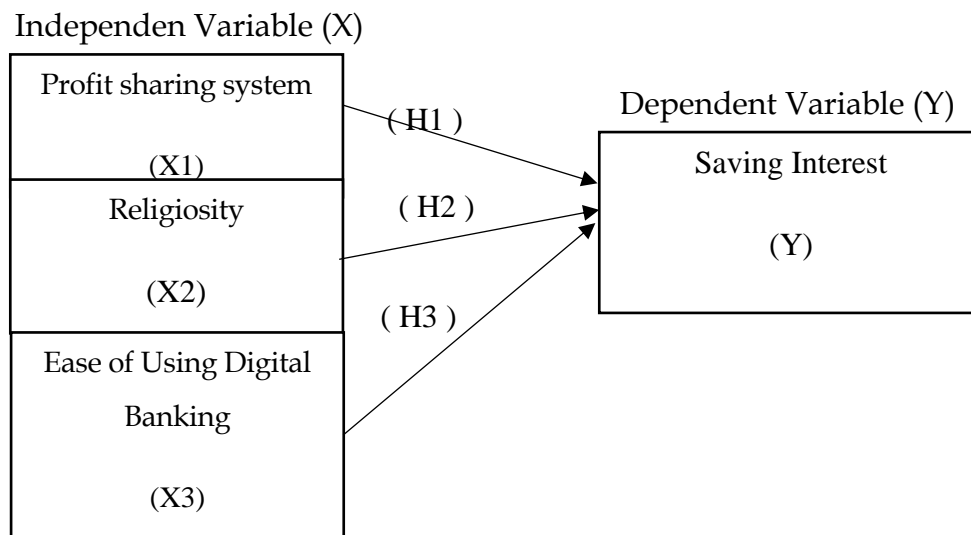 Independen Variable (X)
Profit sharing system
(X1)
Religiosity
(X2)
Ease of Using Digital
Banking
(X3)
( H1 )
( H2 )
( H3 )
Dependent Variable (Y)
Saving Interest
(Y)